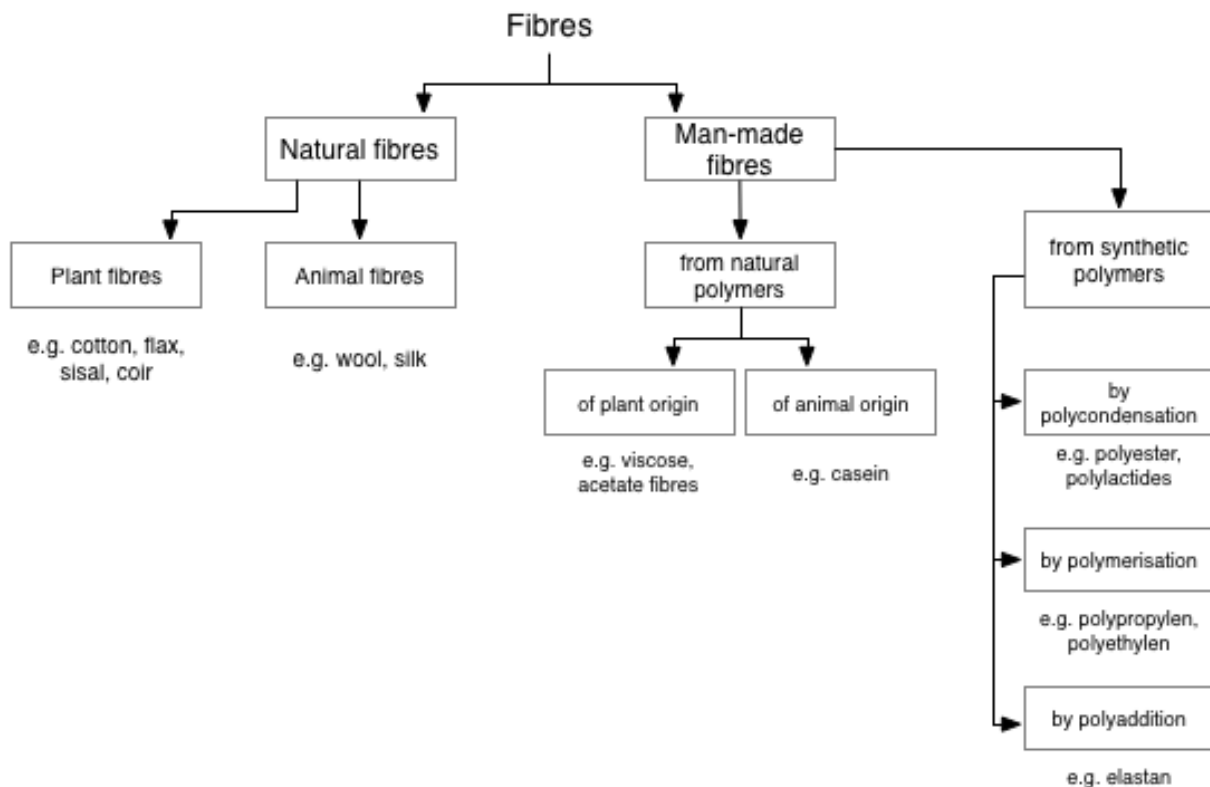 Fibres
Natural fibres
Man-made
fibres
Plant fibres
Animal fibres
from natural
polymers
from synthetic
polymers
e.g. cotton, flax,
sisal, coir
e.g. wool, silk
of plant origin
of animal origin
by
polycondensation
e.g. viscose,
acetate fibres
e.g. casein
e.g. polyester,
polylactides
by polymerisation
e.g. polypropylen,
polyethylen
by polyaddition
e.g. elastan